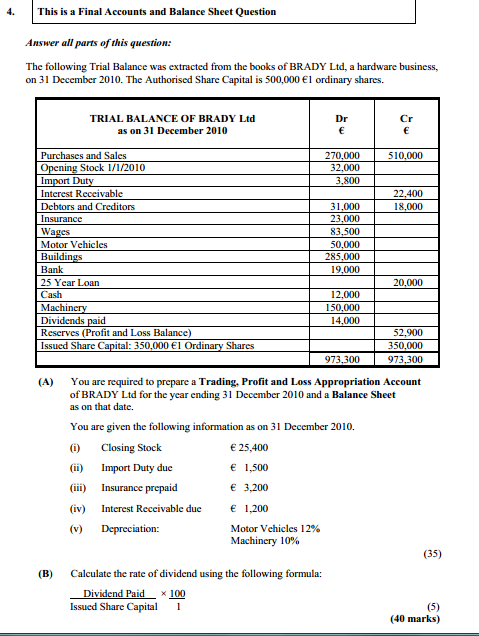 4. This is a Final Accounts and Balance Sheet Question
Answer all parts of this question:
The following Trial Balance was extracted from the books of BRADY Ltd, a hardware business,
on 31 December 2010. The Authorised Share Capital is 500,000 €1 ordinary shares.
TRIAL BALANCE OF BRADY Ltd Dr Cr
as on 31 December 2010 € €
Purchases and Sales 270,000 510,000
Opening Stock 1/1/2010 32,000
Import Duty 3,800
Interest Receivable 22,400
Debtors and Creditors 31,000 18,000
Insurance 23,000
Wages 83,500
Motor Vehicles 50,000
Buildings 285,000
Bank 19,000
25 Year Loan 20,000
Cash 12,000
Machinery 150,000
Dividends paid 14,000
Reserves (Profit and Loss Balance) 52,900
Issued Share Capital: 350,000 €1 Ordinary Shares 350,000
973,300 973,300
(A) You are required to prepare a Trading, Profit and Loss Appropriation Account
of BRADY Ltd for the year ending 31 December 2010 and a Balance Sheet
as on that date.
You are given the following information as on 31 December 2010.
(i) Closing Stock € 25,400
(ii) Import Duty due € 1,500
(iii) Insurance prepaid € 3,200
(iv) Interest Receivable due € 1,200
(v) Depreciation: Motor Vehicles 12%
Machinery 10%
(35)
(B) Calculate the rate of dividend using the following formula:
Dividend Paid × 100
Issued Share Capital 1 (5)
(40 marks)